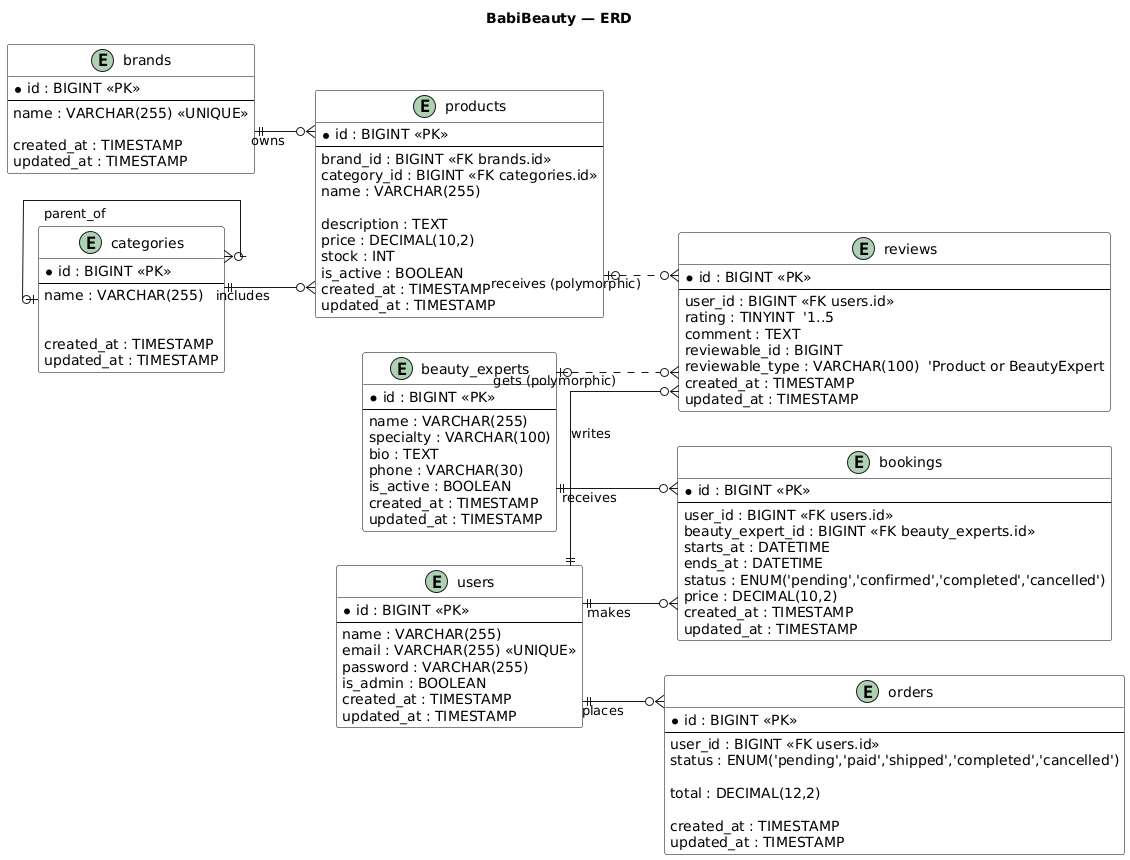 BabiBeauty — ERD
E brands
• id : BIGINT «PK»
name : VARCHAR(255) «UNIQUE»
created_at : TIMESTAMP
updated_at : TIMESTAMP
owns
E products
• id : BIGINT «PK»
brand_id : BIGINT «FK brands.id»
category_id : BIGINT «FK categories.id»
name : VARCHAR(255)
description : TEXT
price : DECIMAL(10,2)
stock : INT
is_active : BOOLEAN
created_at : TIMESTAMP
updated_at : TIMESTAMP
parent_of
E categories
• id : BIGINT «PK»
name : VARCHAR(255)
created_at : TIMESTAMP
updated_at : TIMESTAMP
includes
receives (polymorphic)
E reviews
• id : BIGINT «PK»
user_id : BIGINT «FK users.id»
rating : TINYINT '1..5
comment : TEXT
reviewable_id : BIGINT
reviewable_type : VARCHAR(100) 'Product or BeautyExpert
created_at : TIMESTAMP
updated_at : TIMESTAMP
E beauty_experts
• id : BIGINT «PK»
name : VARCHAR(255)
specialty : VARCHAR(100)
bio : TEXT
phone : VARCHAR(30)
is_active : BOOLEAN
created_at : TIMESTAMP
updated_at : TIMESTAMP
gets (polymorphic)
writes
receives
E bookings
• id : BIGINT «PK»
user_id : BIGINT «FK users.id»
beauty_expert_id : BIGINT «FK beauty_experts.id»
starts_at : DATETIME
ends_at : DATETIME
status : ENUM('pending','confirmed','completed','cancelled')
price : DECIMAL(10,2)
created_at : TIMESTAMP
updated_at : TIMESTAMP
E users
• id : BIGINT «PK»
name : VARCHAR(255)
email : VARCHAR(255) «UNIQUE»
password : VARCHAR(255)
is_admin : BOOLEAN
created_at : TIMESTAMP
updated_at : TIMESTAMP
makes
places
E orders
• id : BIGINT «PK»
user_id : BIGINT «FK users.id»
status : ENUM('pending','paid','shipped','completed','cancelled')
total : DECIMAL(12,2)
created_at : TIMESTAMP
updated_at : TIMESTAMP